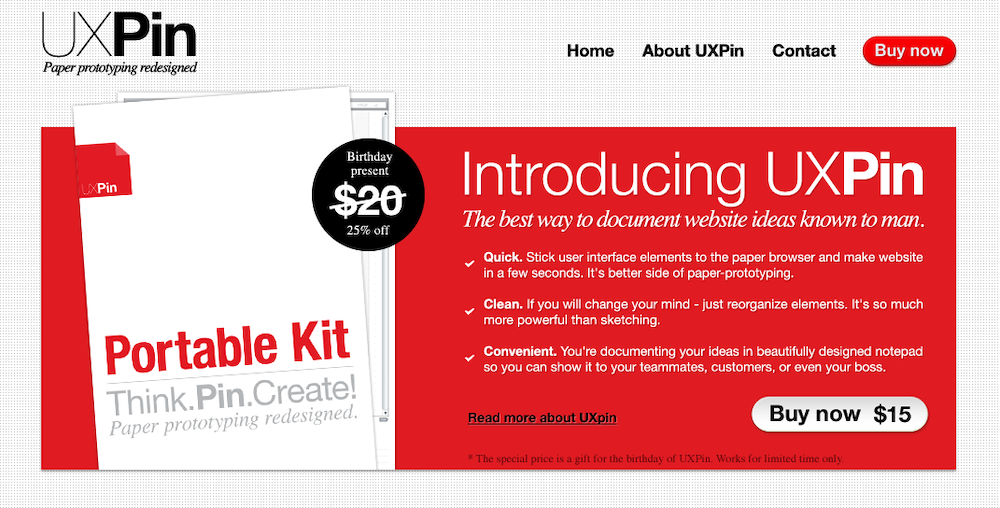 UXPin
Paper prototyping redesigned
Home
About UXPin
Contact
Buy now
UXPin
Birthday
present
$20
25% off
Portable Kit
Think.Pin.Create!
Paper prototyping redesigned.
Introducing UXPin
The best way to document website ideas known to man.
Quick. Stick user interface elements to the paper browser and make website
in a few seconds. It's better side of paper-prototyping.
Clean. If you will change your mind - just reorganize elements. It's so much
more powerful than sketching.
Convenient. You're documenting your ideas in beautifully designed notepad
so you can show it to your teammates, customers, or even your boss.
Read more about UXpin
Buy now $15
* The special price is a gift for the birthday of UXPin. Works for limited time only.